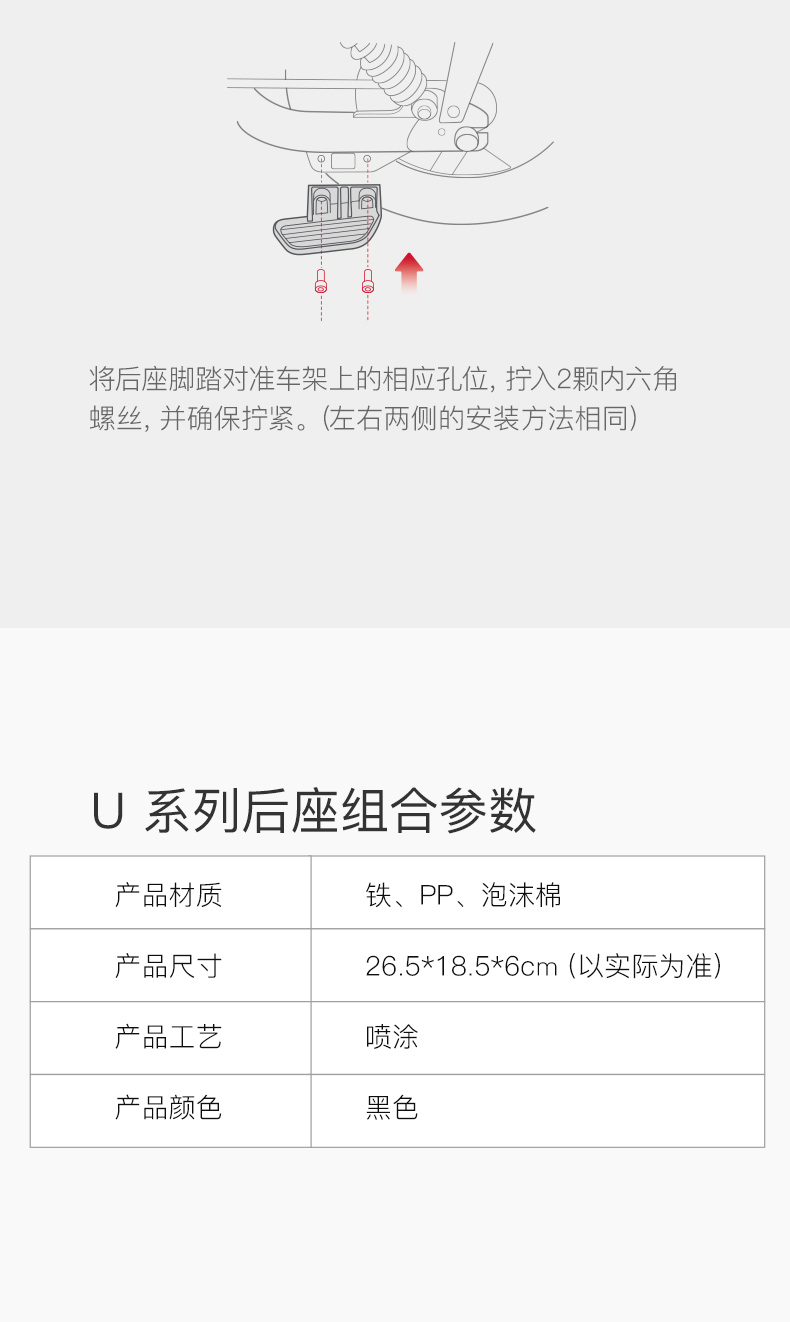 将后座脚踏对准车架上的相应孔位, 拧入2颗内六角
螺丝, 并确保拧紧。(左右两侧的安装方法相同)
U 系列后座组合参数
产品材质 铁、PP、泡沫棉
产品尺寸 26.5*18.5*6cm (以实际为准)
产品工艺 喷涂
产品颜色 黑色